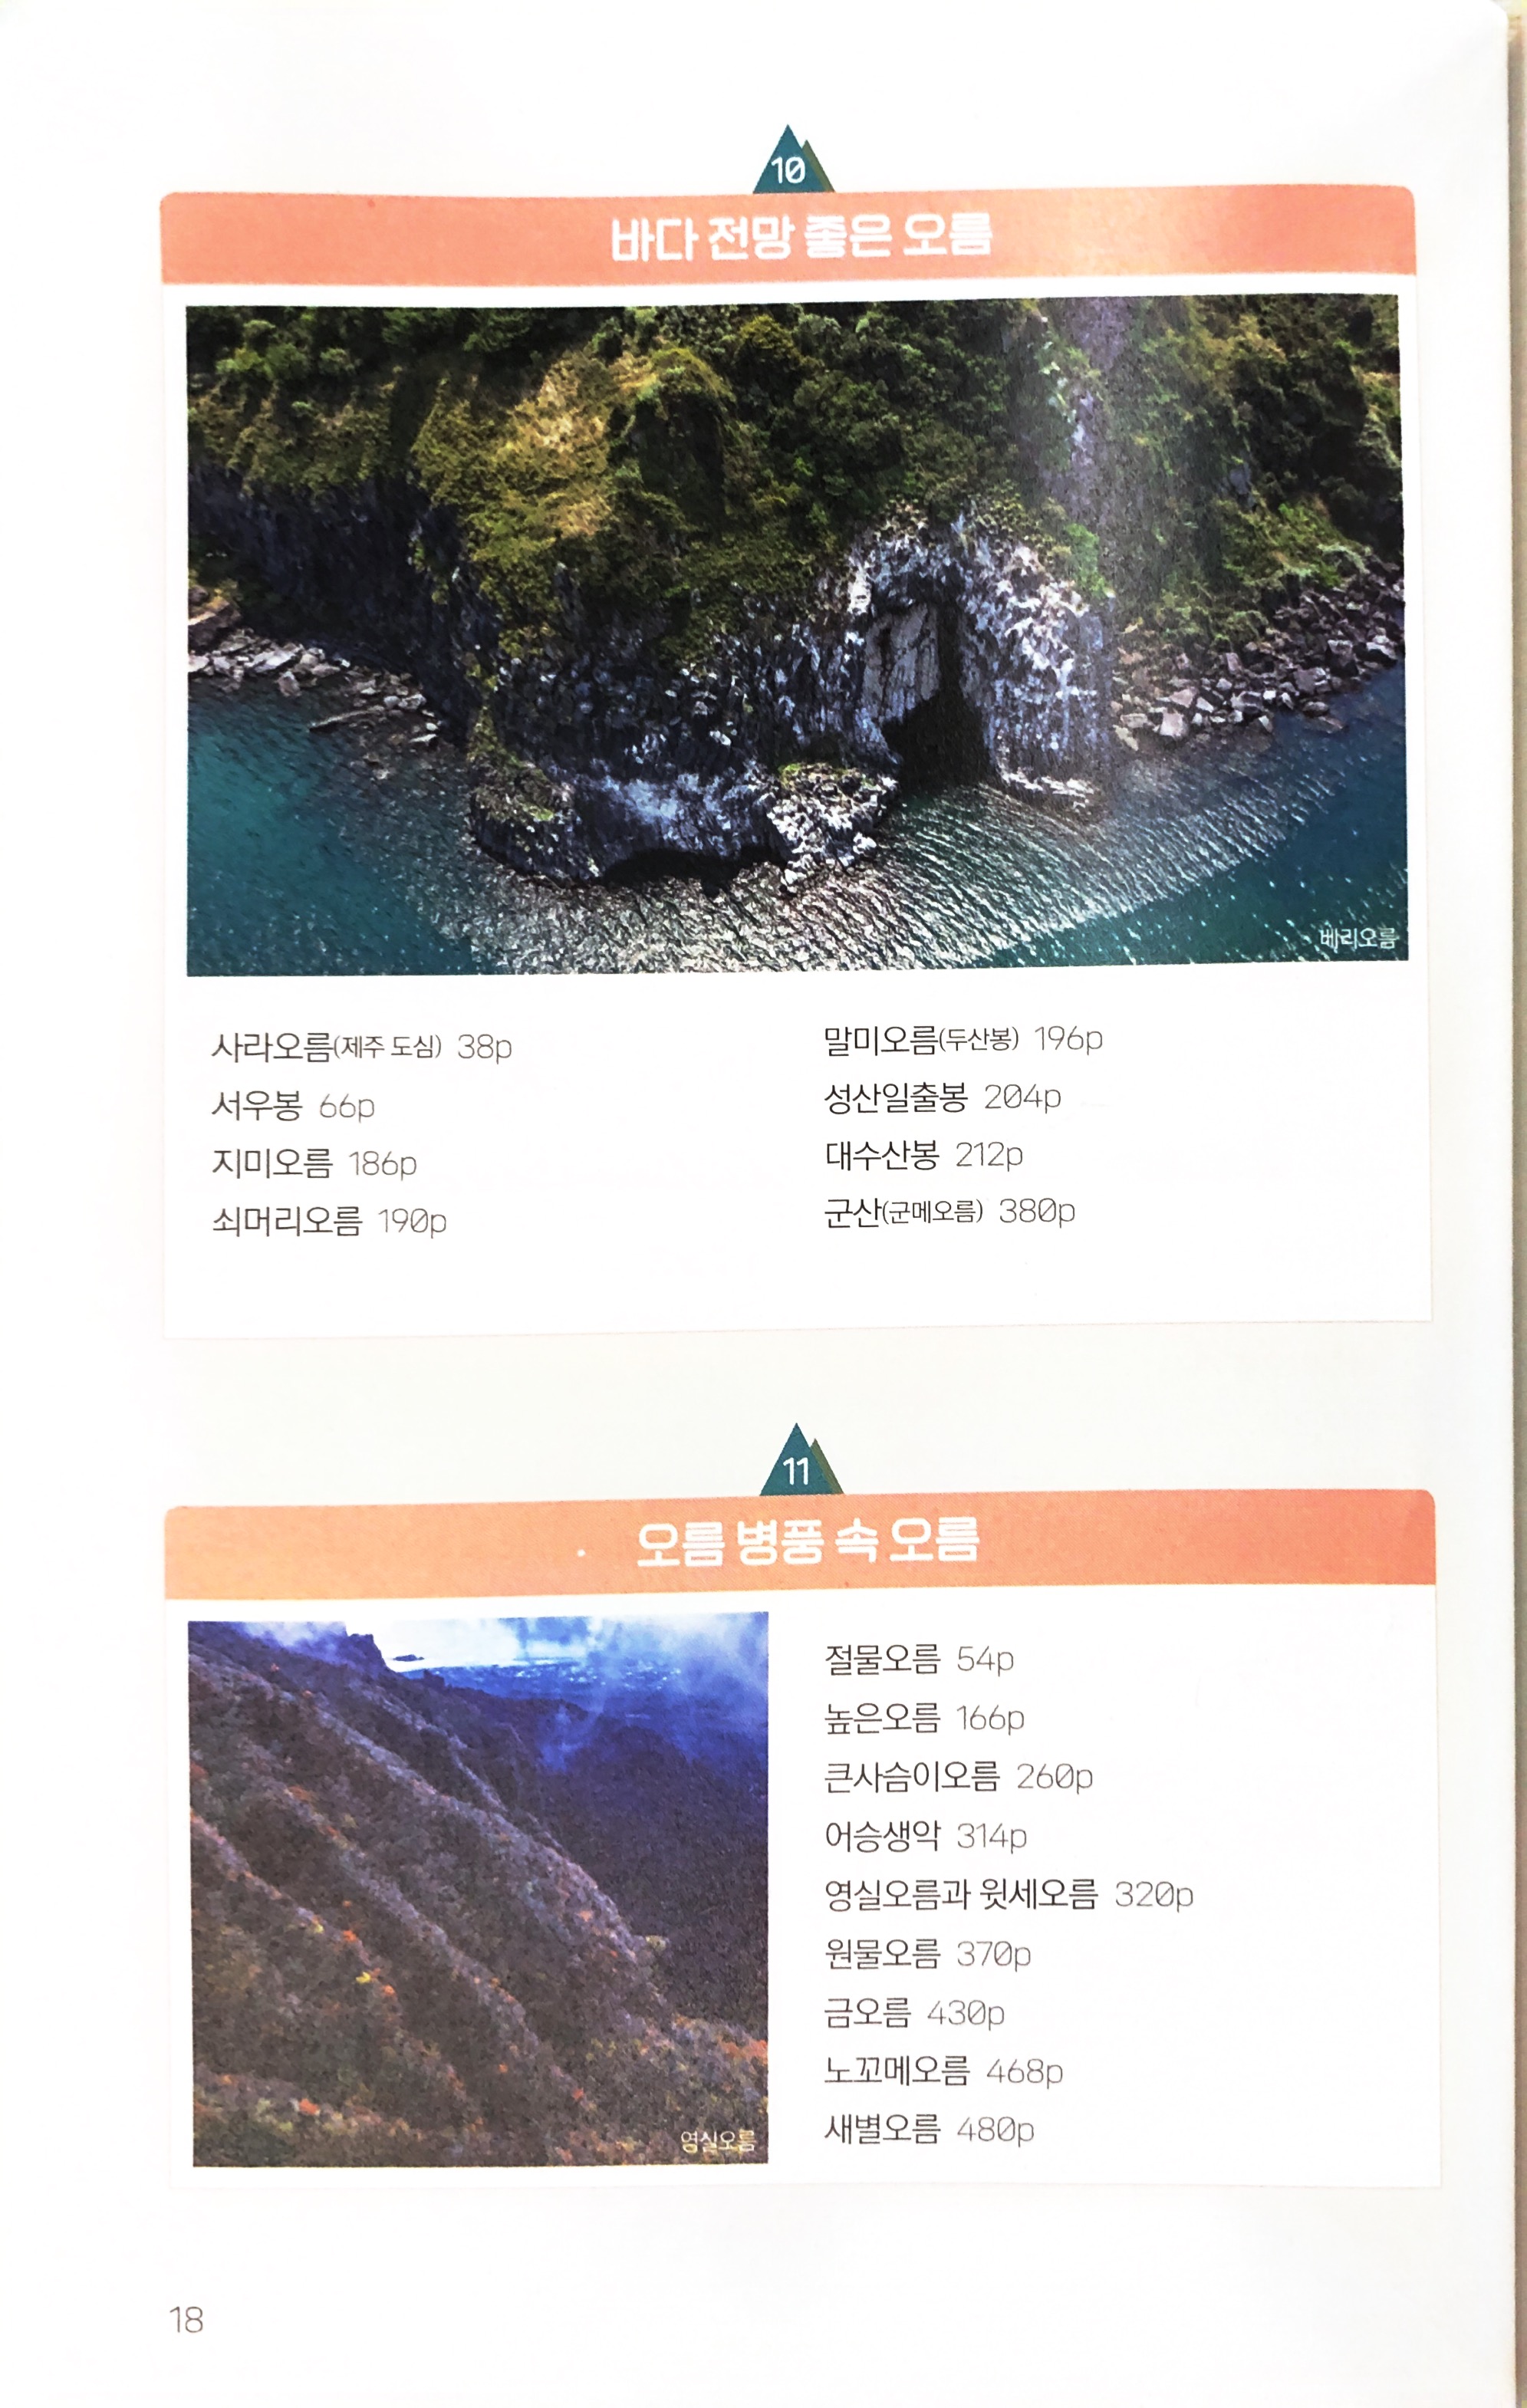 10
바다 전망 좋은 오름
베리오름
사라오름(제주 도심) 38p
서우봉 66p
지미오름 186p
쇠머리오름 190p
말미오름(두산봉) 196p
성산일출봉 204p
대수산봉 212p
군산(군메오름) 380p
11
오름 병풍 속 오름
영실오름
절물오름 54p
높은오름 166p
큰사슴이오름 260p
어승생악 314p
영실오름과 윗세오름 320p
원물오름 370p
금오름 430p
노꼬메오름 468p
새별오름 480p
18